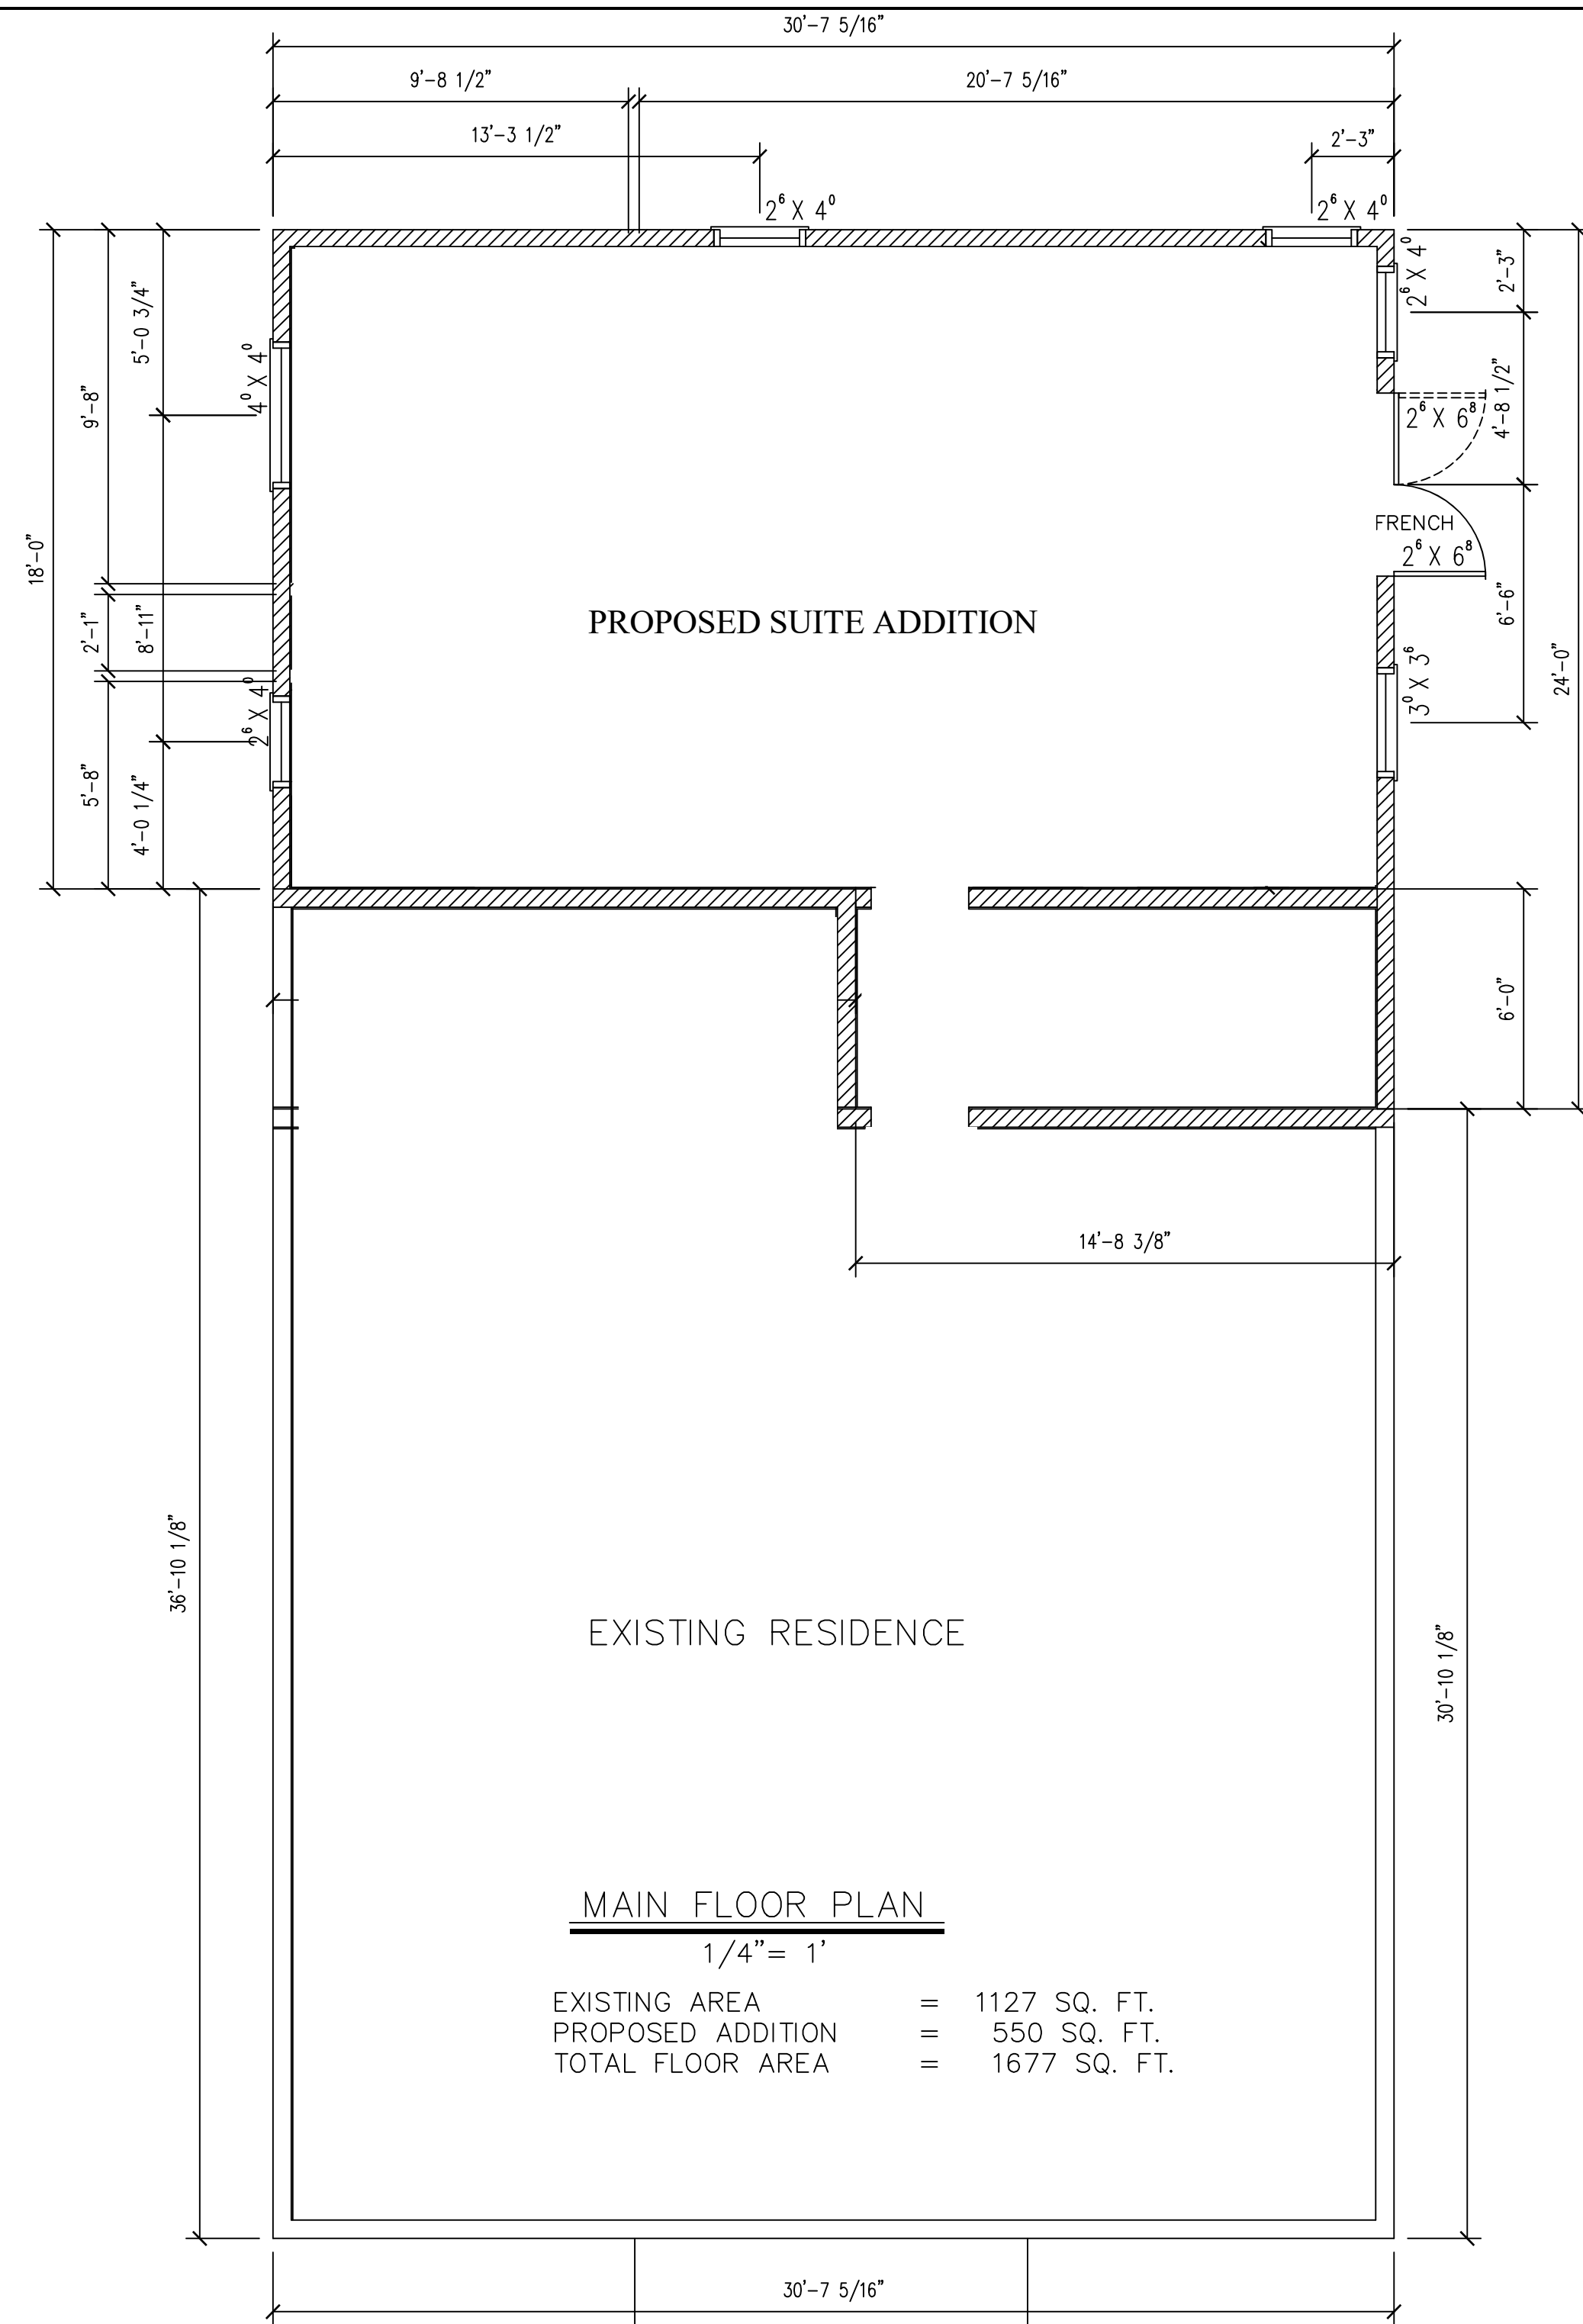 30'-7 5/16"
9'-8 1/2"
20'-7 5/16"
13'-3 1/2"
2'-3"
2⁶ X 4⁰
2⁶ X 4⁰
2⁶ X 4⁰
2'-3"
5'-0 3/4"
4⁰ X 4⁰
9'-8"
4'-8 1/2"
2⁶ X 6⁸
FRENCH
2⁶ X 6⁸
18'-0"
2'-1"
8'-11"
PROPOSED SUITE ADDITION
6'-6"
24'-0"
2⁶ X 4⁰
3⁰ X 3⁶
5'-8"
4'-0 1/4"
6'-0"
14'-8 3/8"
36'-10 1/8"
EXISTING RESIDENCE
30'-10 1/8"
MAIN FLOOR PLAN
1/4"= 1'
EXISTING AREA = 1127 SQ. FT.
PROPOSED ADDITION = 550 SQ. FT.
TOTAL FLOOR AREA = 1677 SQ. FT.
30'-7 5/16"